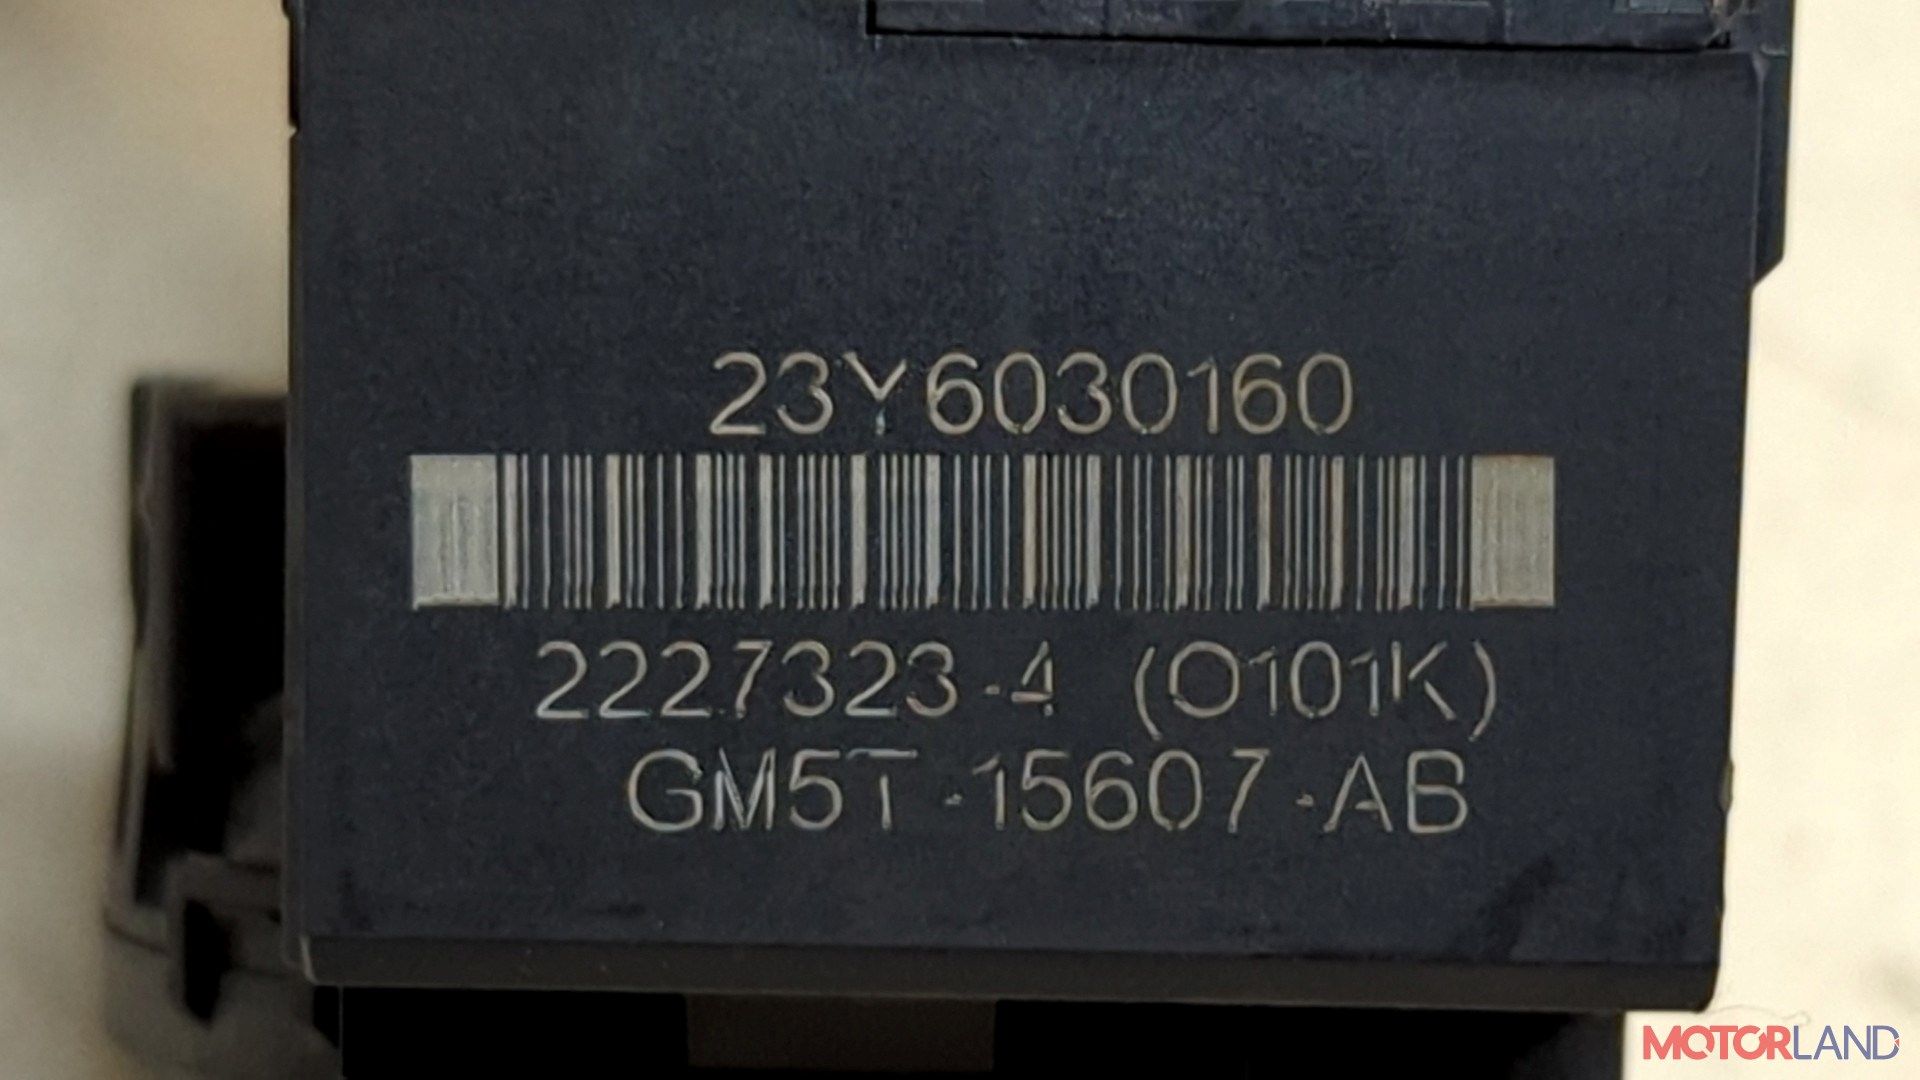 23Y6030160
2227323-4 (O101K)
GM5T-15607-AB
MOTORLAND